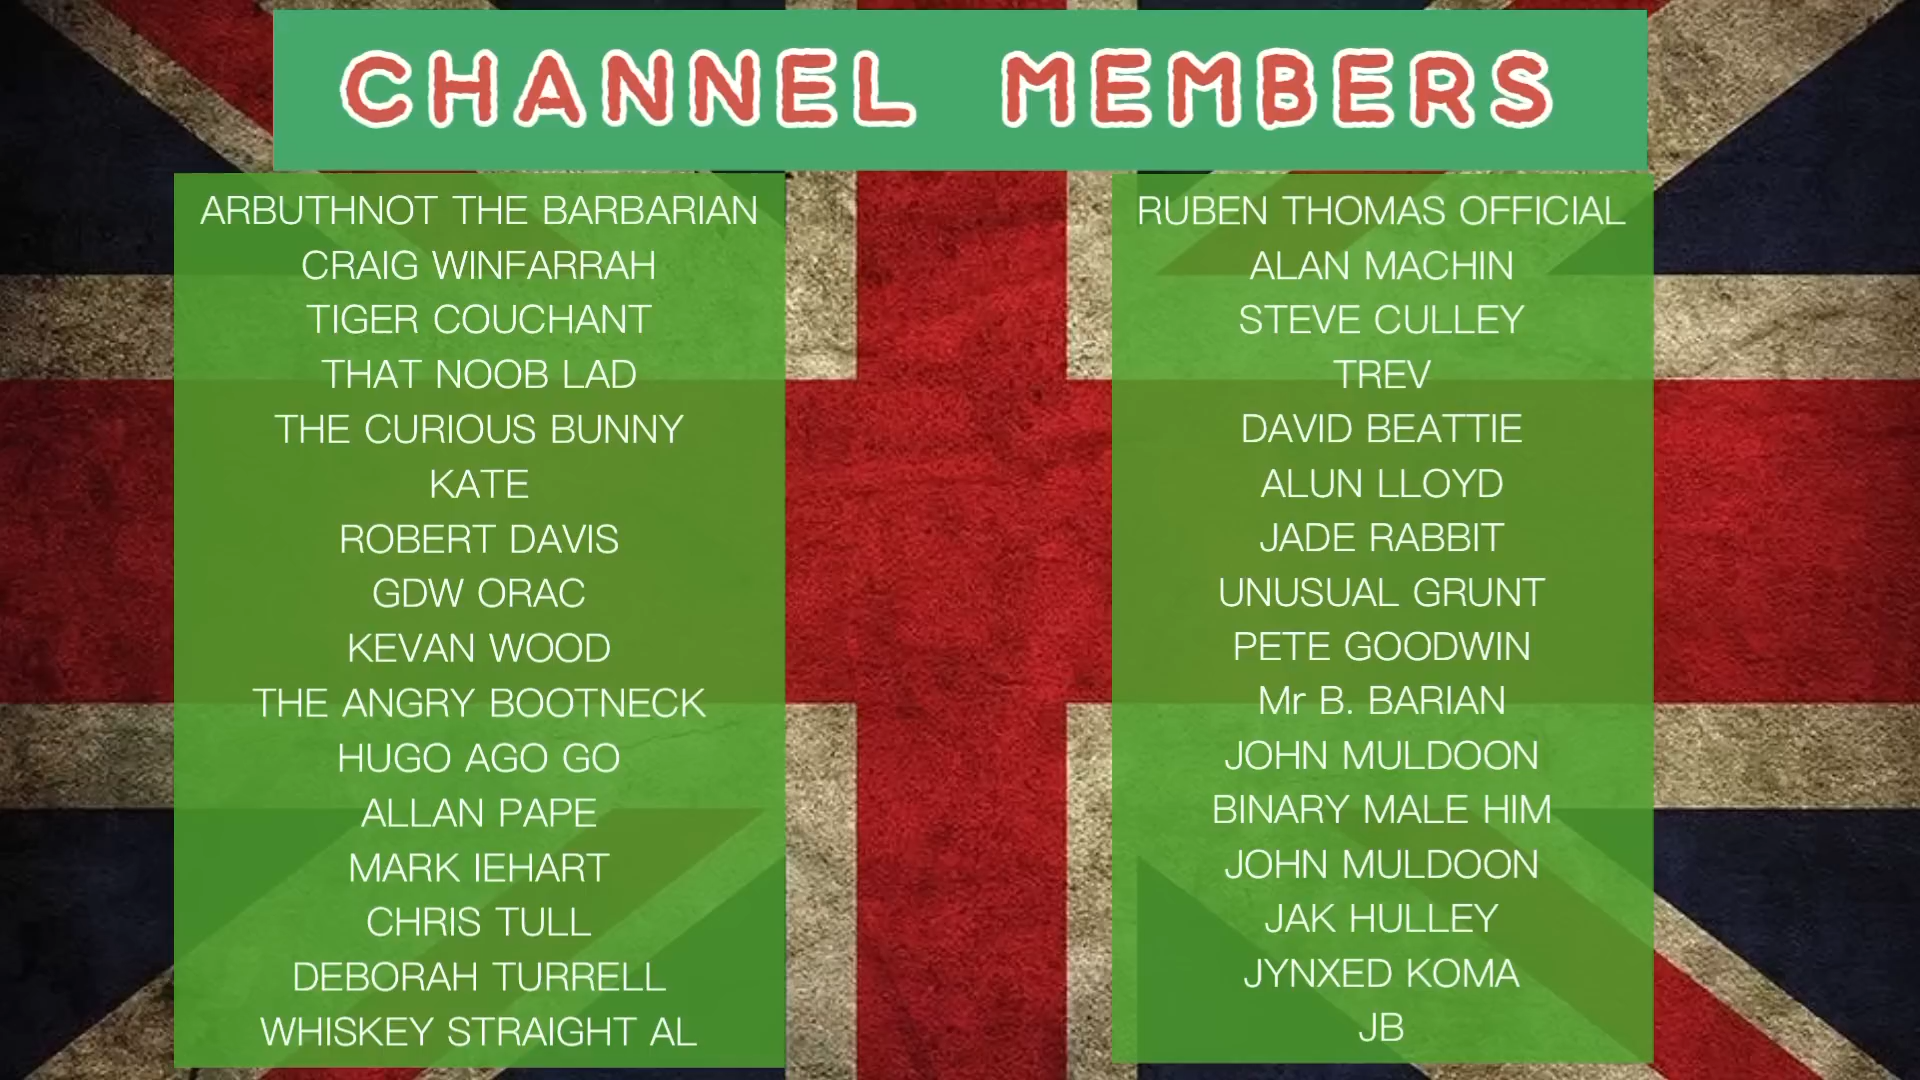 CHANNEL MEMBERS
ARBUTHNOT THE BARBARIAN
CRAIG WINFARRAH
TIGER COUCHANT
THAT NOOB LAD
THE CURIOUS BUNNY
KATE
ROBERT DAVIS
GDW ORAC
KEVAN WOOD
THE ANGRY BOOTNECK
HUGO AGO GO
ALLAN PAPE
MARK IEHART
CHRIS TULL
DEBORAH TURRELL
WHISKEY STRAIGHT AL
RUBEN THOMAS OFFICIAL
ALAN MACHIN
STEVE CULLEY
TREV
DAVID BEATTIE
ALUN LLOYD
JADE RABBIT
UNUSUAL GRUNT
PETE GOODWIN
Mr B. BARIAN
JOHN MULDOON
BINARY MALE HIM
JOHN MULDOON
JAK HULLEY
JYNXED KOMA
JB